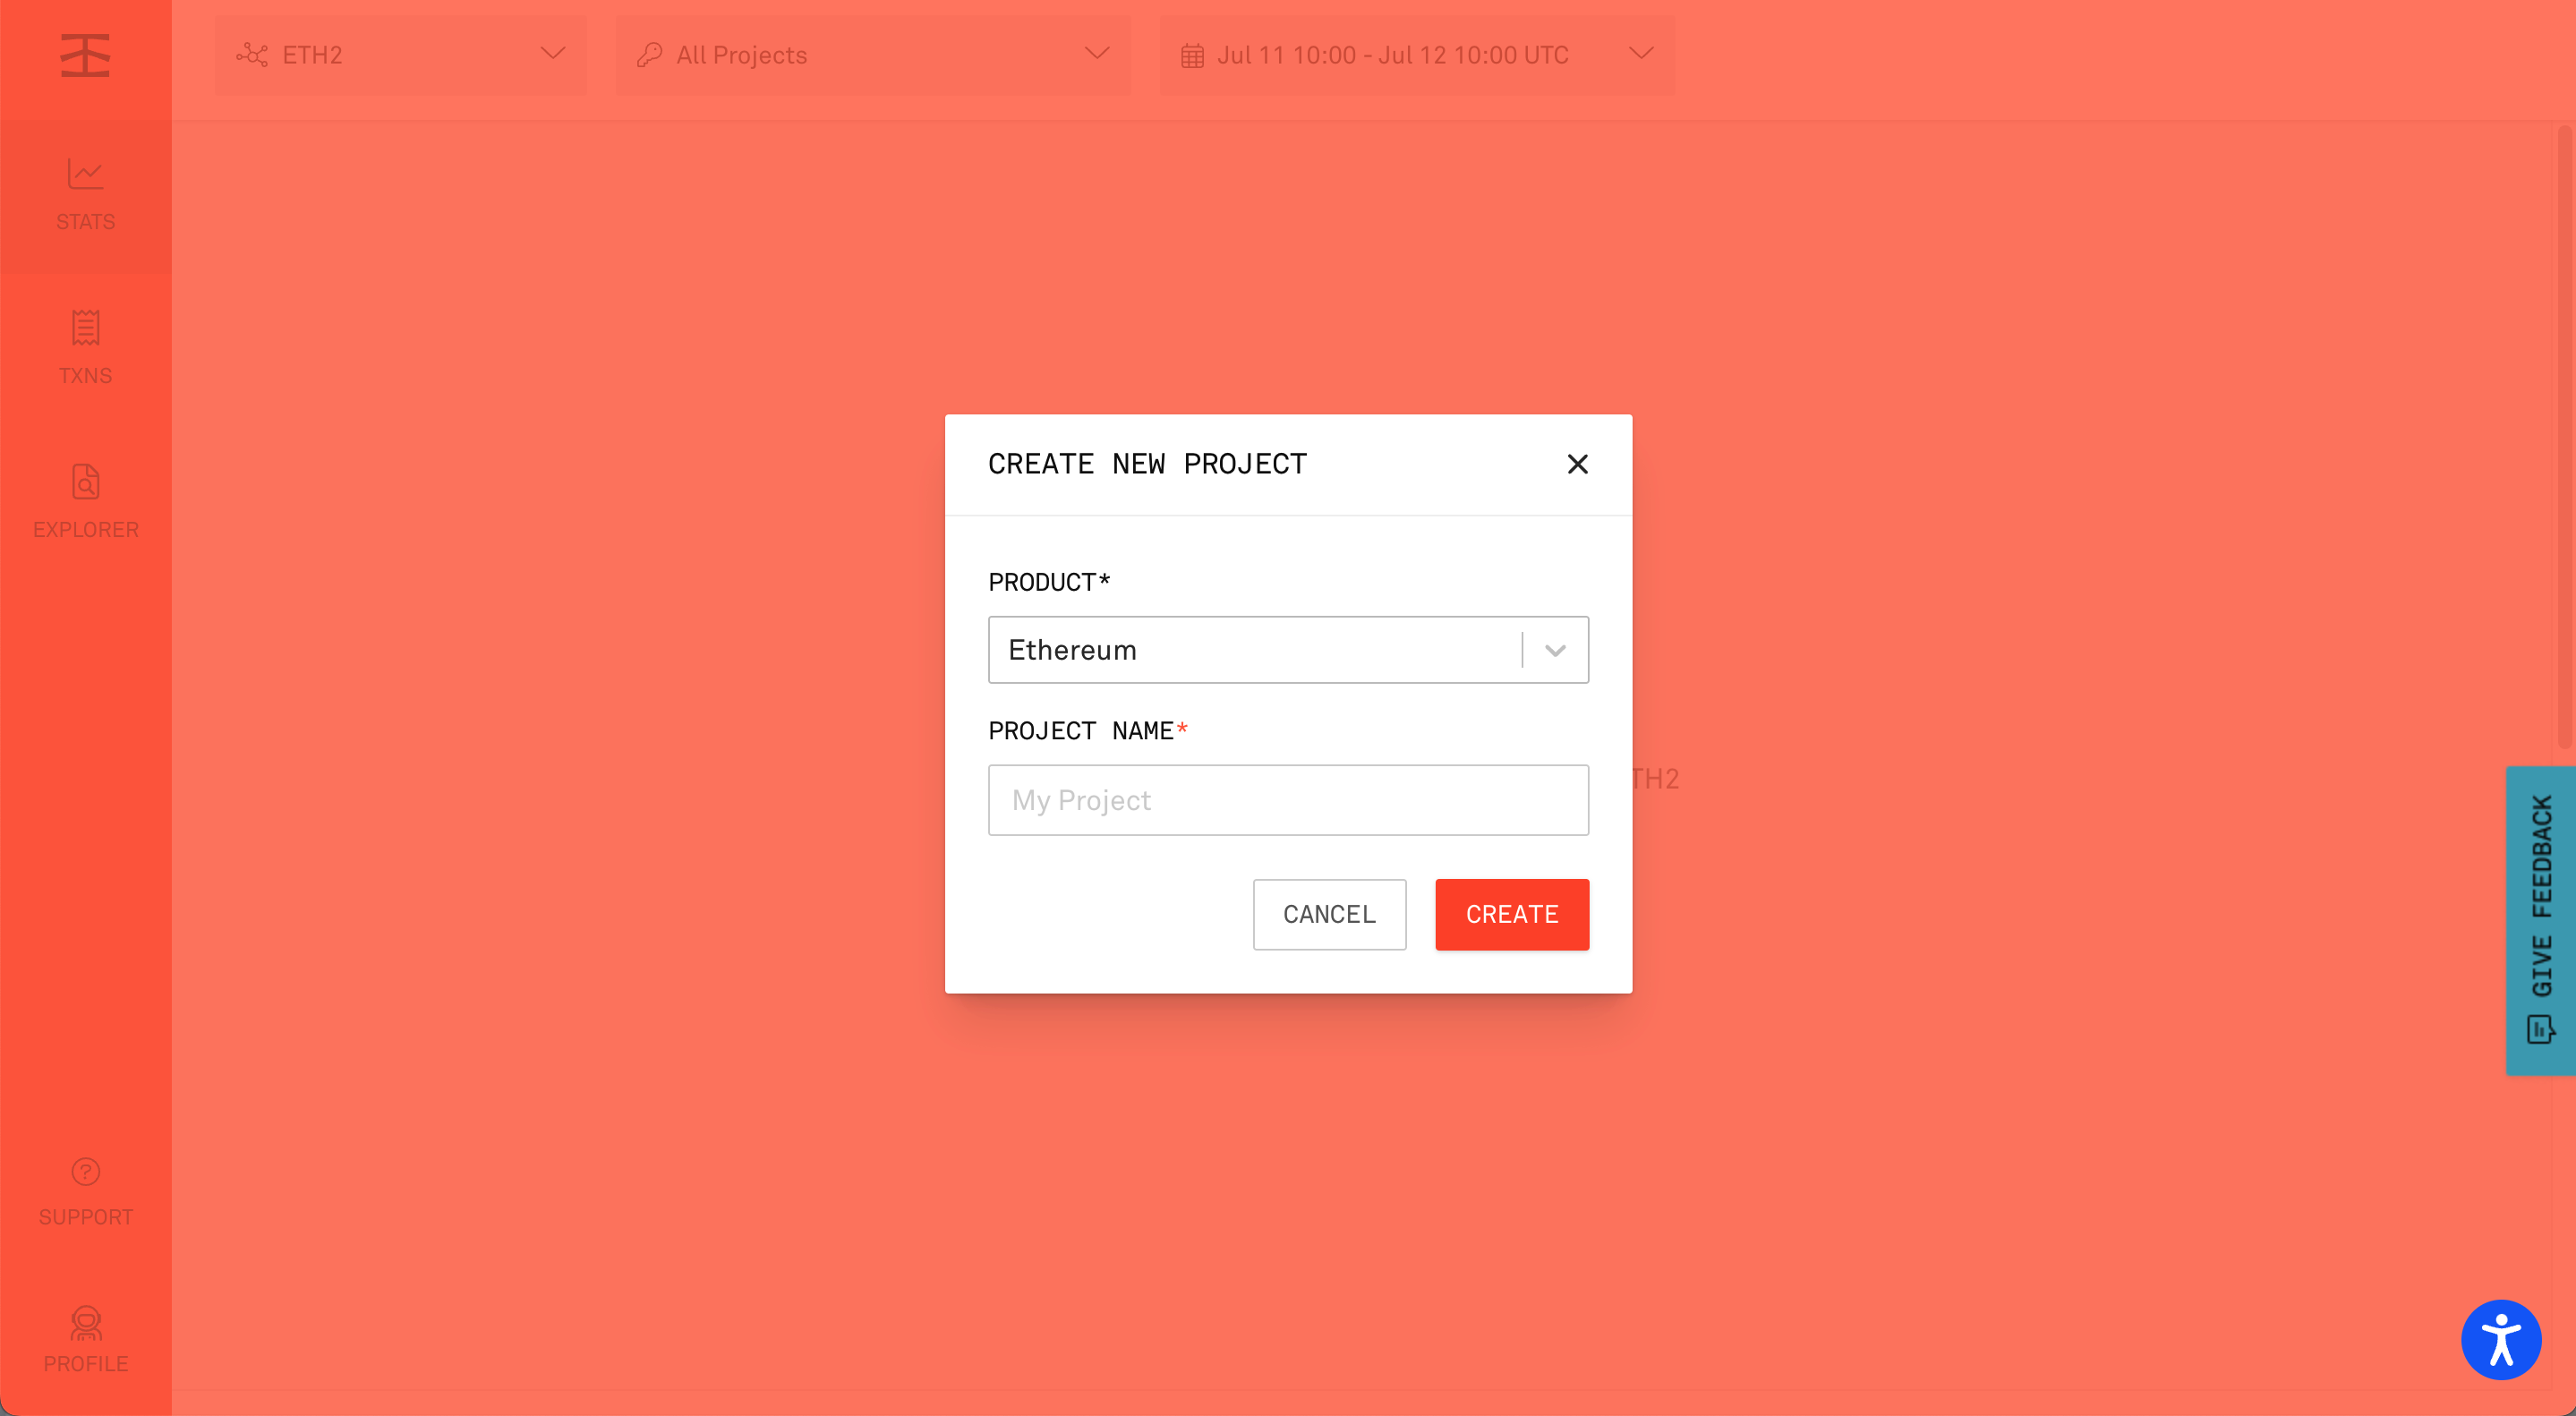 ETH2
All Projects
Jul 11 10:00 - Jul 12 10:00 UTC
STATS
TXNS
EXPLORER
CREATE NEW PROJECT
PRODUCT*
Ethereum
PROJECT NAME*
My Project
TH2
CANCEL
CREATE
GIVE FEEDBACK
SUPPORT
PROFILE